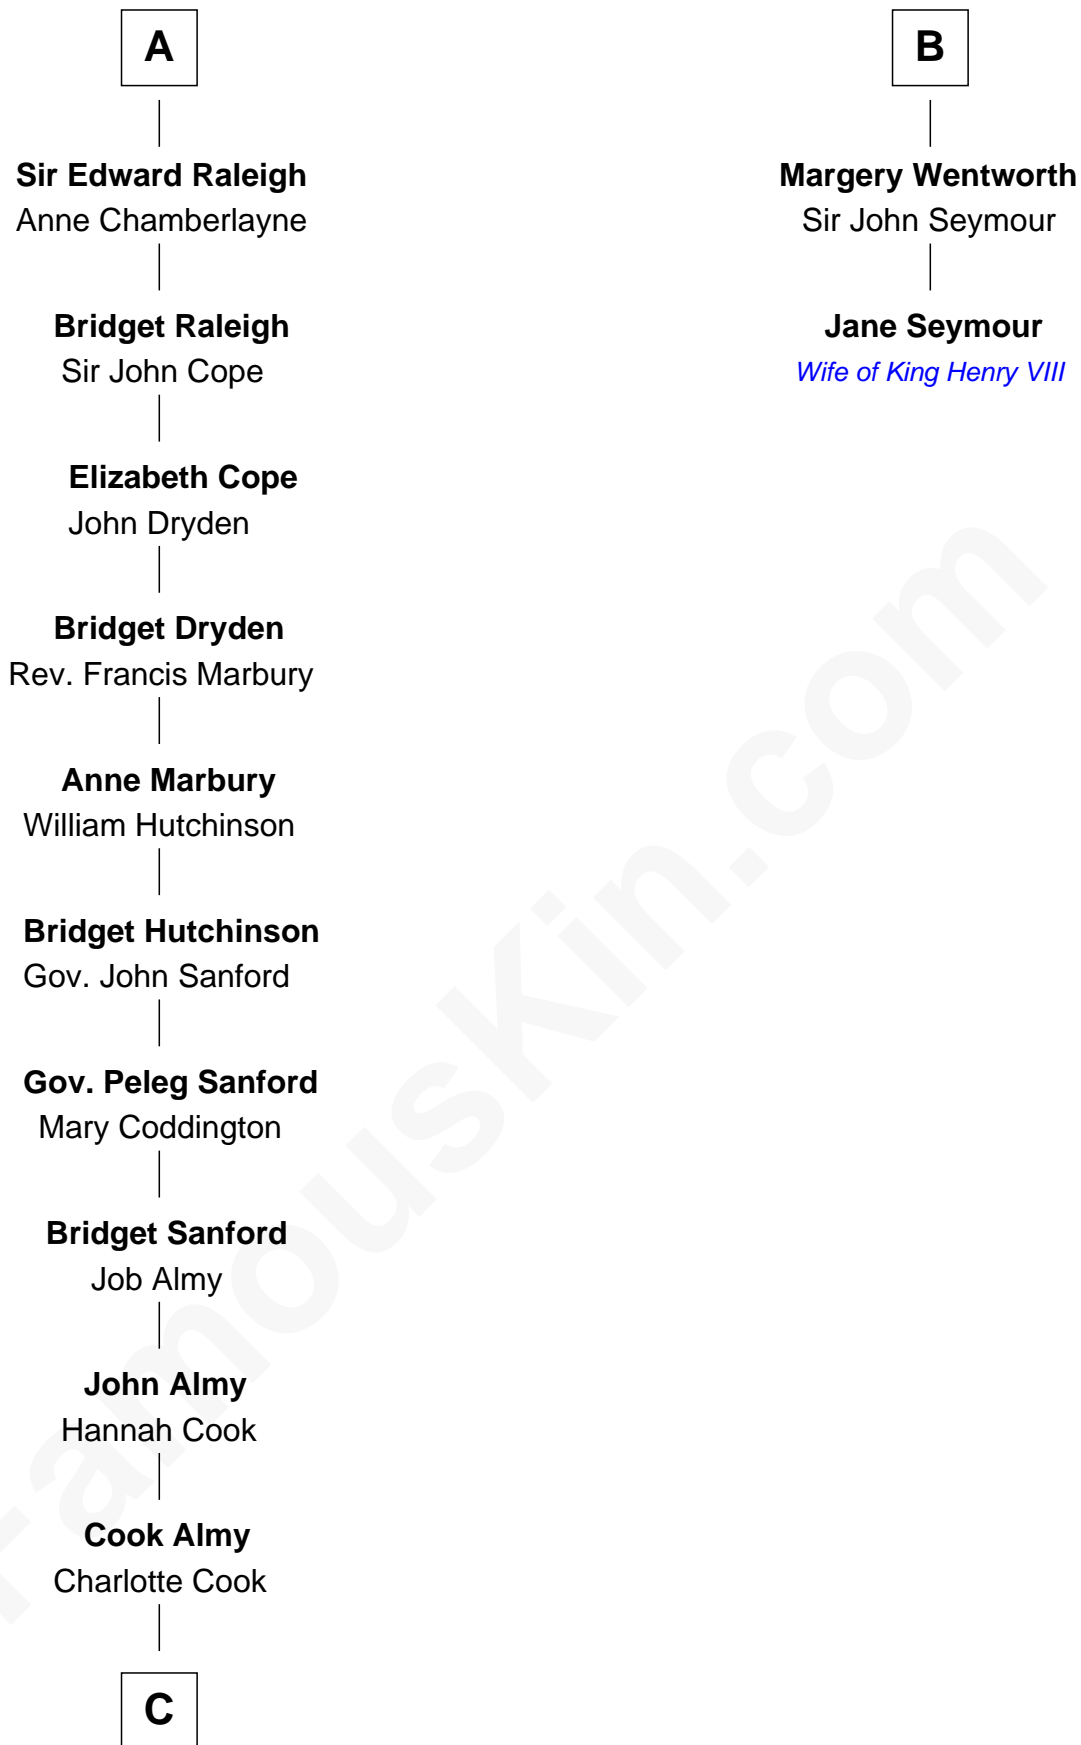 A
Sir Edward Raleigh
Anne Chamberlayne
Bridget Raleigh
Sir John Cope
Elizabeth Cope
John Dryden
Bridget Dryden
Rev. Francis Marbury
Anne Marbury
William Hutchinson
Bridget Hutchinson
Gov. John Sanford
Gov. Peleg Sanford
Mary Coddington
Bridget Sanford
Job Almy
John Almy
Hannah Cook
Cook Almy
Charlotte Cook
C
B
Margery Wentworth
Sir John Seymour
Jane Seymour
Wife of King Henry VIII
FamousKin.com